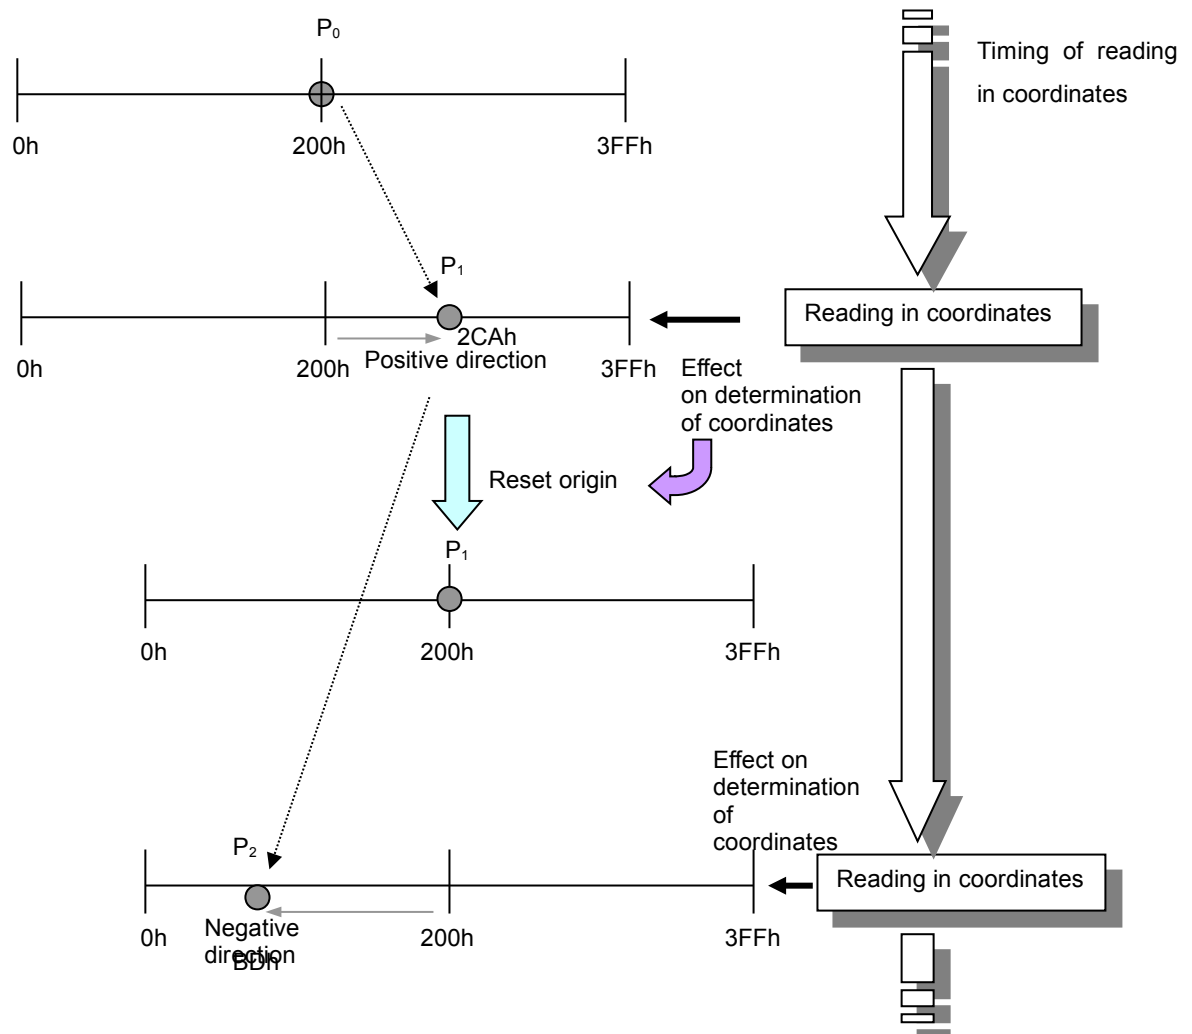 P₀
Timing of reading
in coordinates
0h 200h 3FFh
P₁
Reading in coordinates
2CAh
0h 200h Positive direction 3FFh
Effect
on determination
of coordinates
Reset origin
P₁
0h 200h 3FFh
Effect on
determination
of
coordinates
P₂
Reading in coordinates
0h Negative 200h 3FFh
direction
BDh